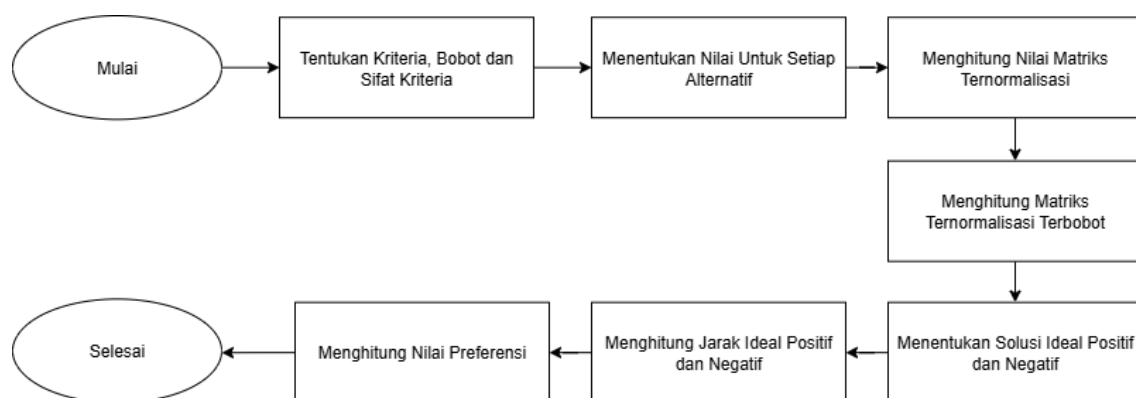 Mulai
Tentukan Kriteria, Bobot dan
Sifat Kriteria
Menentukan Nilai Untuk Setiap
Alternatif
Menghitung Nilai Matriks
Ternormalisasi
Menghitung Matriks
Ternormalisasi Terbobot
Menentukan Solusi Ideal Positif
dan Negatif
Menghitung Jarak Ideal Positif
dan Negatif
Menghitung Nilai Preferensi
Selesai